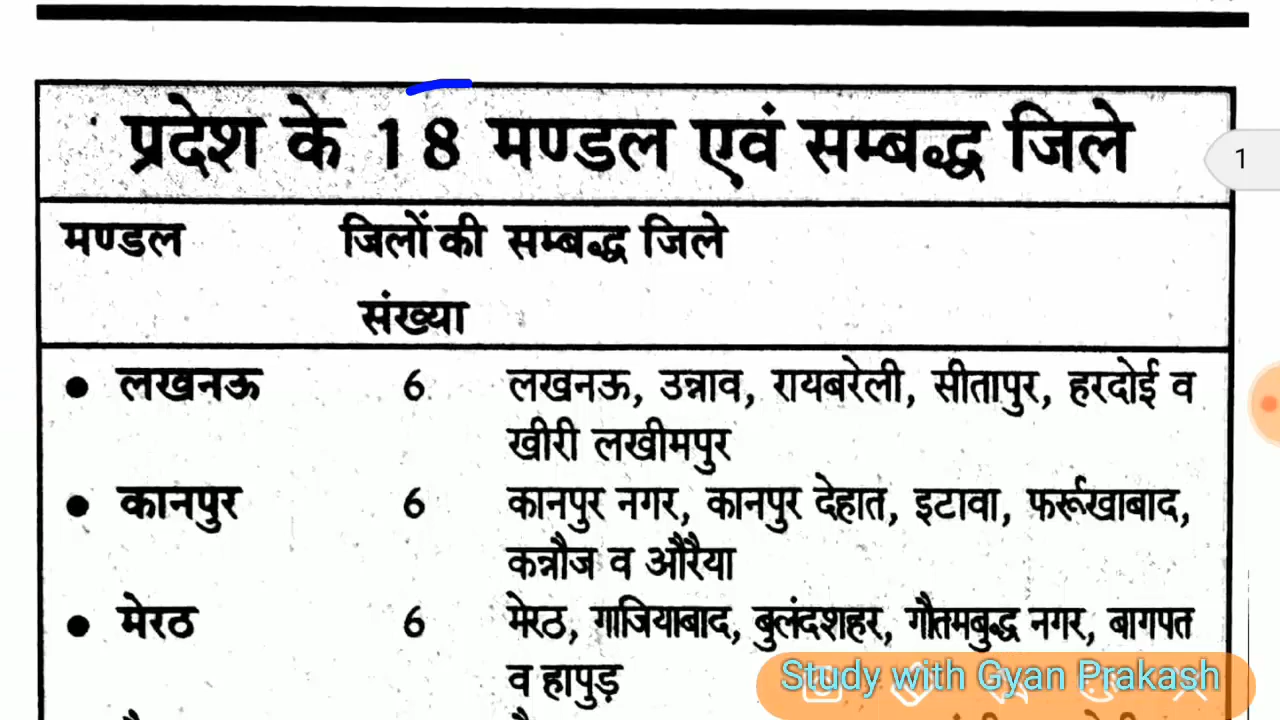 प्रदेश के 18 मण्डल एवं सम्बद्ध जिले
1
मण्डल जिलों की सम्बद्ध जिले
संख्या
• लखनऊ 6 लखनऊ, उन्नाव, रायबरेली, सीतापुर, हरदोई व
खीरी लखीमपुर
• कानपुर 6 कानपुर नगर, कानपुर देहात, इटावा, फर्रूखाबाद,
कन्नौज व औरैया
• मेरठ 6 मेरठ, गाजियाबाद, बुलंदशहर, गौतमबुद्ध नगर, बागपत
व हापुड़
Study with Gyan Prakash